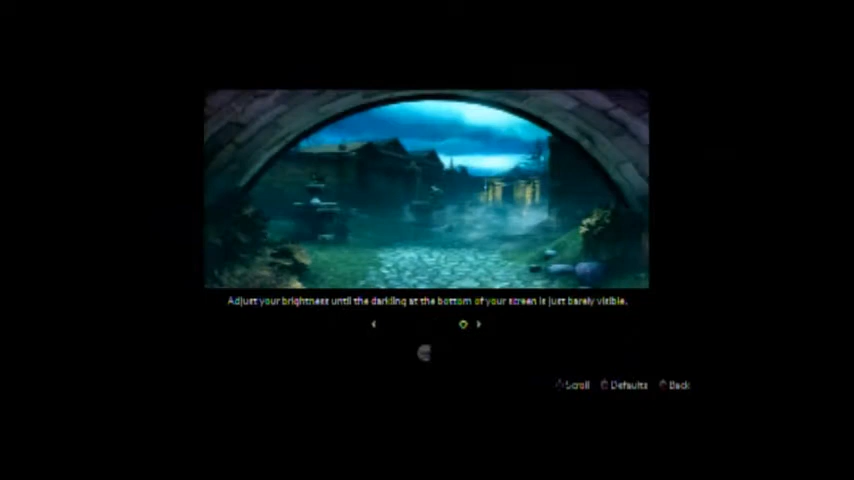 Adjust your brightness until the darkling at the bottom of your screen is just barely visible.
Scroll Defaults Back